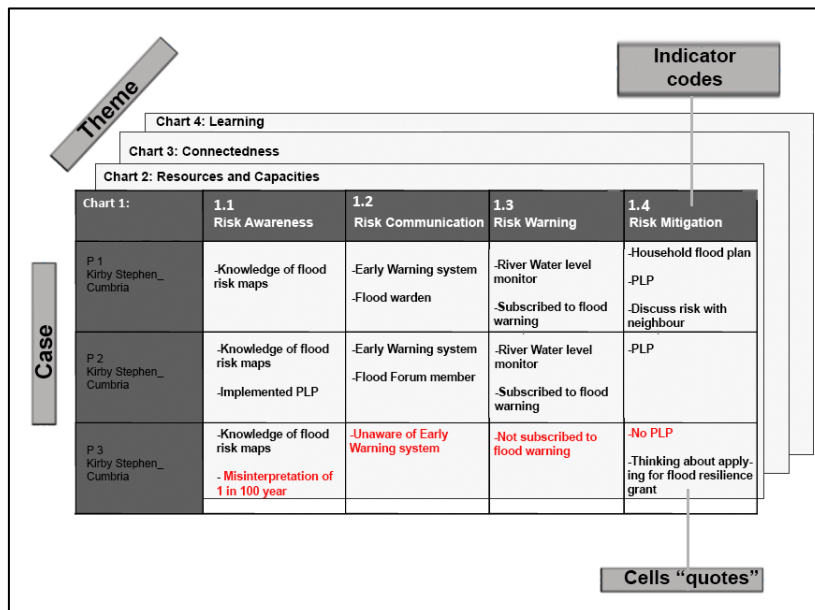 Theme
Indicator
codes
Chart 4: Learning
Chart 3: Connectedness
Chart 2: Resources and Capacities
Chart 1:
1.1
Risk Awareness
1.2
Risk Communication
1.3
Risk Warning
1.4
Risk Mitigation
Case
P 1
Kirby Stephen_
Cumbria
-Knowledge of flood
risk maps
-Early Warning system
-Flood warden
-River Water level
monitor
-Subscribed to flood
warning
-Household flood plan
-PLP
-Discuss risk with
neighbour
P 2
Kirby Stephen_
Cumbria
-Knowledge of flood
risk maps
-Implemented PLP
-Early Warning system
-Flood Forum member
-River Water level
monitor
-Subscribed to flood
warning
-PLP
P 3
Kirby Stephen_
Cumbria
-Knowledge of flood
risk maps
- Misinterpretation of
1 in 100 year
-Unaware of Early
Warning system
-Not subscribed to
flood warning
-No PLP
-Thinking about apply-
ing for flood resilience
grant
Cells “quotes”